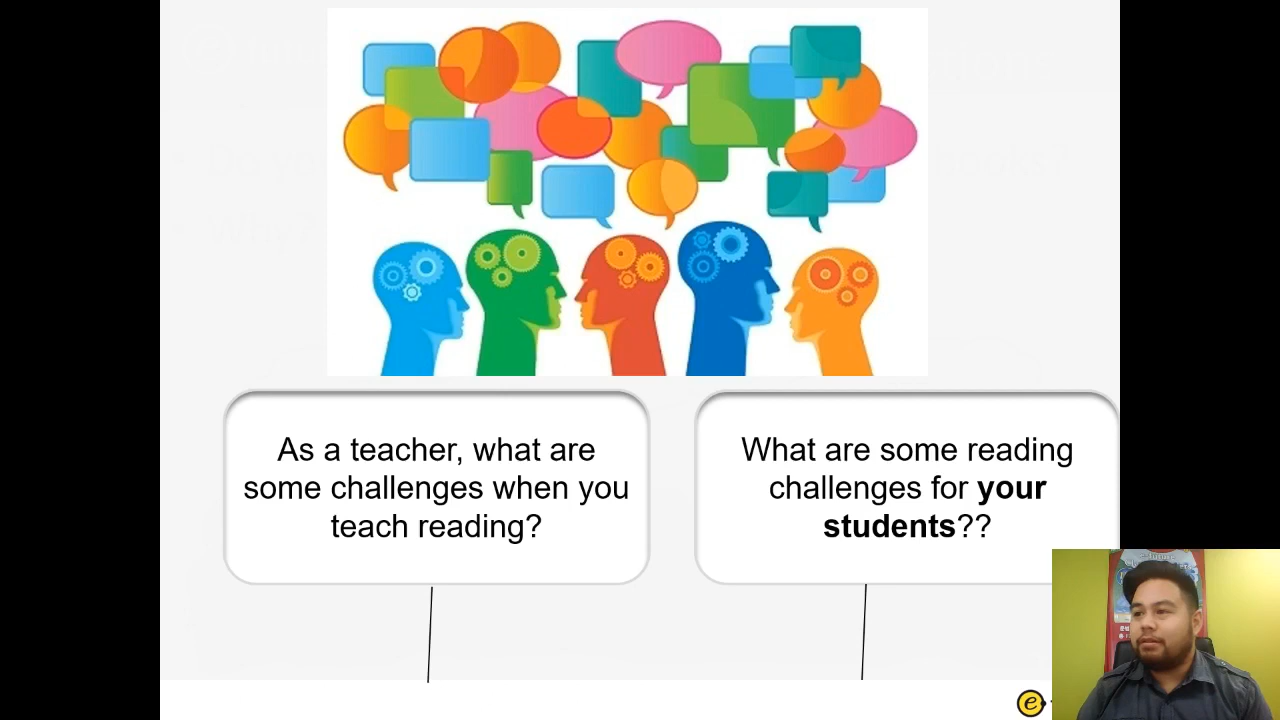 As a teacher, what are
some challenges when you
teach reading?
What are some reading
challenges for your
students??
e